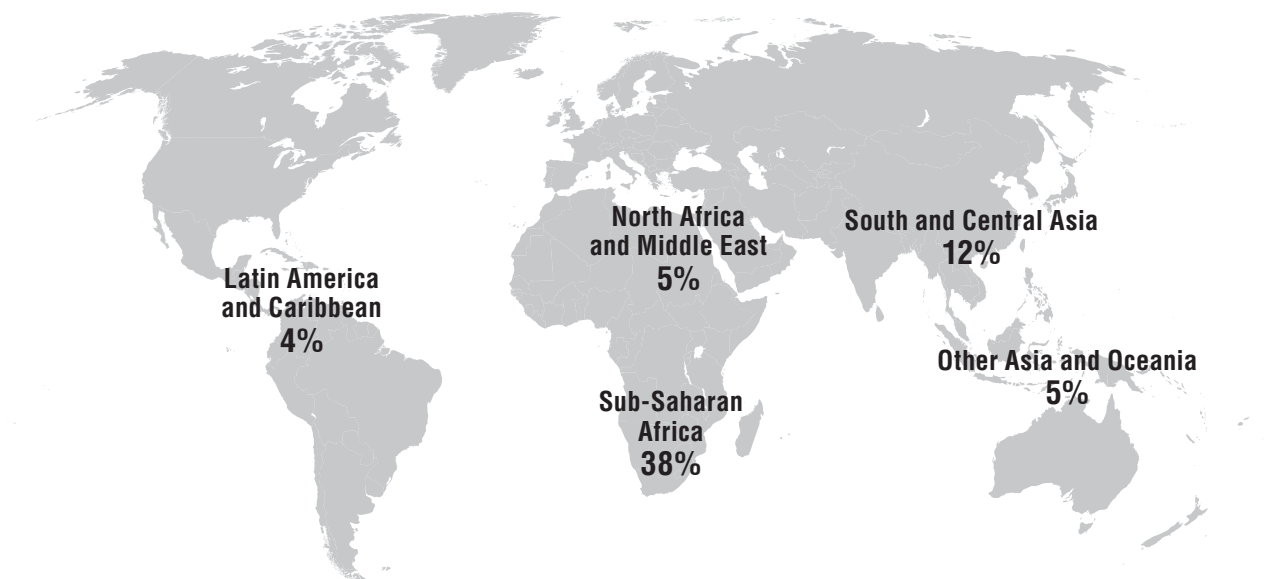 North Africa
and Middle East
5%
South and Central Asia
12%
Latin America
and Caribbean
4%
Other Asia and Oceania
5%
Sub-Saharan
Africa
38%